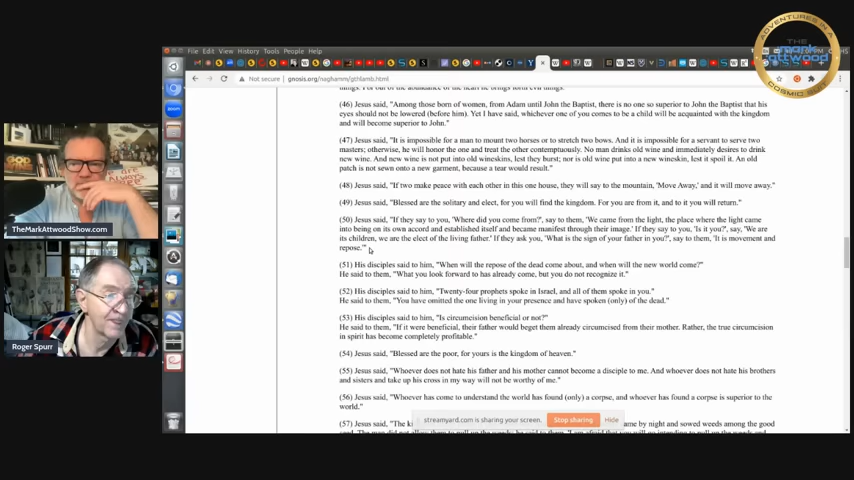 File Edit View History Tools People Help
Not secure | gnosis.org/naghamm/gthlamb.html
ADVENTURES IN A
THE
mark
attwood
COSMIC SUIT
(46) Jesus said, "Among those born of women, from Adam until John the Baptist, there is no one so superior to John the Baptist that his
eyes should not be lowered (before him). Yet I have said, whichever one of you comes to be a child will be acquainted with the kingdom
and will become superior to John."
(47) Jesus said, "It is impossible for a man to mount two horses or to stretch two bows. And it is impossible for a servant to serve two
masters; otherwise, he will honor the one and treat the other contemptuously. No man drinks old wine and immediately desires to drink
new wine. And new wine is not put into old wineskins, lest they burst; nor is old wine put into a new wineskin, lest it spoil it. An old
patch is not sewn onto a new garment, because a tear would result."
(48) Jesus said, "If two make peace with each other in this one house, they will say to the mountain, 'Move Away,' and it will move away."
(49) Jesus said, "Blessed are the solitary and elect, for you will find the kingdom. For you are from it, and to it you will return."
(50) Jesus said, "If they say to you, 'Where did you come from?', say to them, 'We came from the light, the place where the light came
into being on its own accord and established itself and became manifest through their image.' If they say to you, 'Is it you?', say, 'We are
its children, we are the elect of the living father.' If they ask you, 'What is the sign of your father in you?', say to them, 'It is movement and
repose.'"
(51) His disciples said to him, "When will the repose of the dead come about, and when will the new world come?"
He said to them, "What you look forward to has already come, but you do not recognize it."
(52) His disciples said to him, "Twenty-four prophets spoke in Israel, and all of them spoke in you."
He said to them, "You have omitted the one living in your presence and have spoken (only) of the dead."
(53) His disciples said to him, "Is circumcision beneficial or not?"
He said to them, "If it were beneficial, their father would beget them already circumcised from their mother. Rather, the true circumcision
in spirit has become completely profitable."
(54) Jesus said, "Blessed are the poor, for yours is the kingdom of heaven."
(55) Jesus said, "Whoever does not hate his father and his mother cannot become a disciple to me. And whoever does not hate his brothers
and sisters and take up his cross in my way will not be worthy of me."
(56) Jesus said, "Whoever has come to understand the world has found (only) a corpse, and whoever has found a corpse is superior to the
world."
(57) Jesus said, "The
ame by night and sowed weeds among the good
streamyard.com is sharing your screen.
Stop sharing
Hide
TheMarkAttwoodShow.com
Roger Spurr
zoom